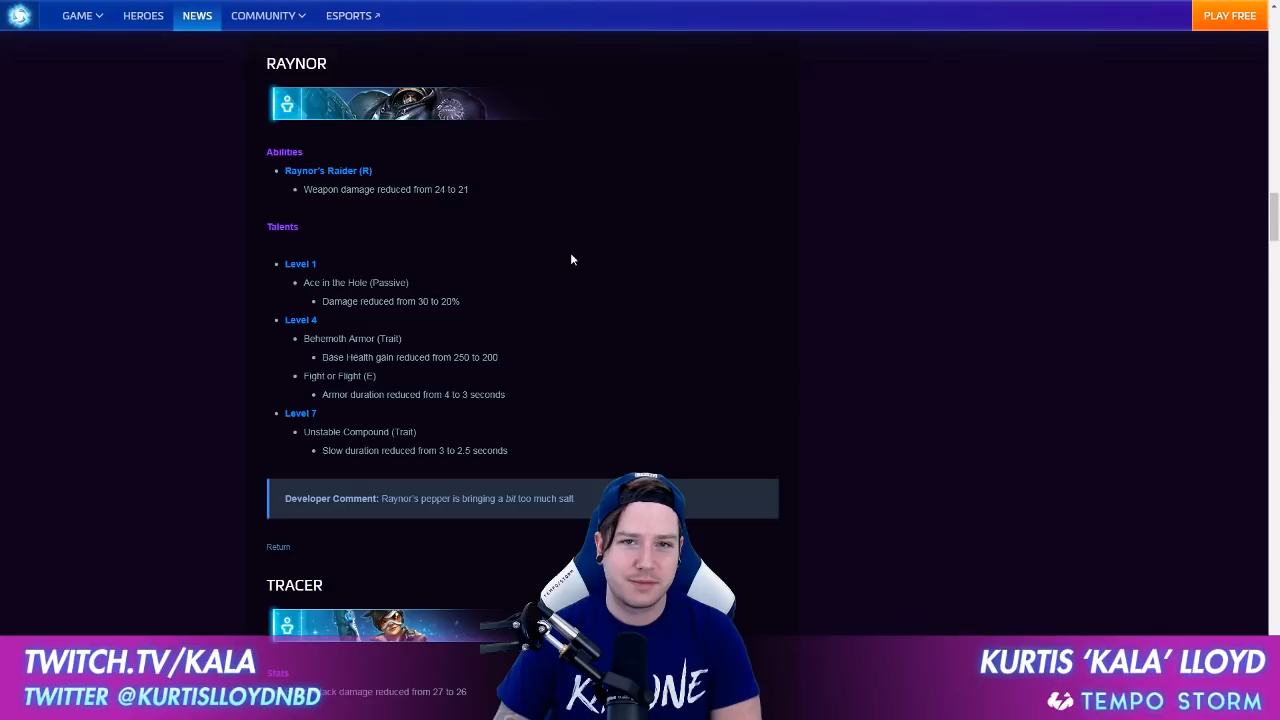 GAME HEROES NEWS COMMUNITY ESPORTS PLAY FREE
RAYNOR
Abilities
Raynor's Raider (R)
Weapon damage reduced from 24 to 21
Talents
Level 1
Ace in the Hole (Passive)
Damage reduced from 30 to 20%
Level 4
Behemoth Armor (Trait)
Base Health gain reduced from 250 to 200
Fight or Flight (E)
Armor duration reduced from 4 to 3 seconds
Level 7
Unstable Compound (Trait)
Slow duration reduced from 3 to 2.5 seconds
Developer Comment: Raynor's pepper is bringing a bit too much salt
Return
TRACER
Stats
damage reduced from 27 to 26
TWITCH.TV/KALA
TWITTER @KURTISLLOYDNBD
KURTIS 'KALA' LLOYD
TEMPO STORM
TEMPO STORM